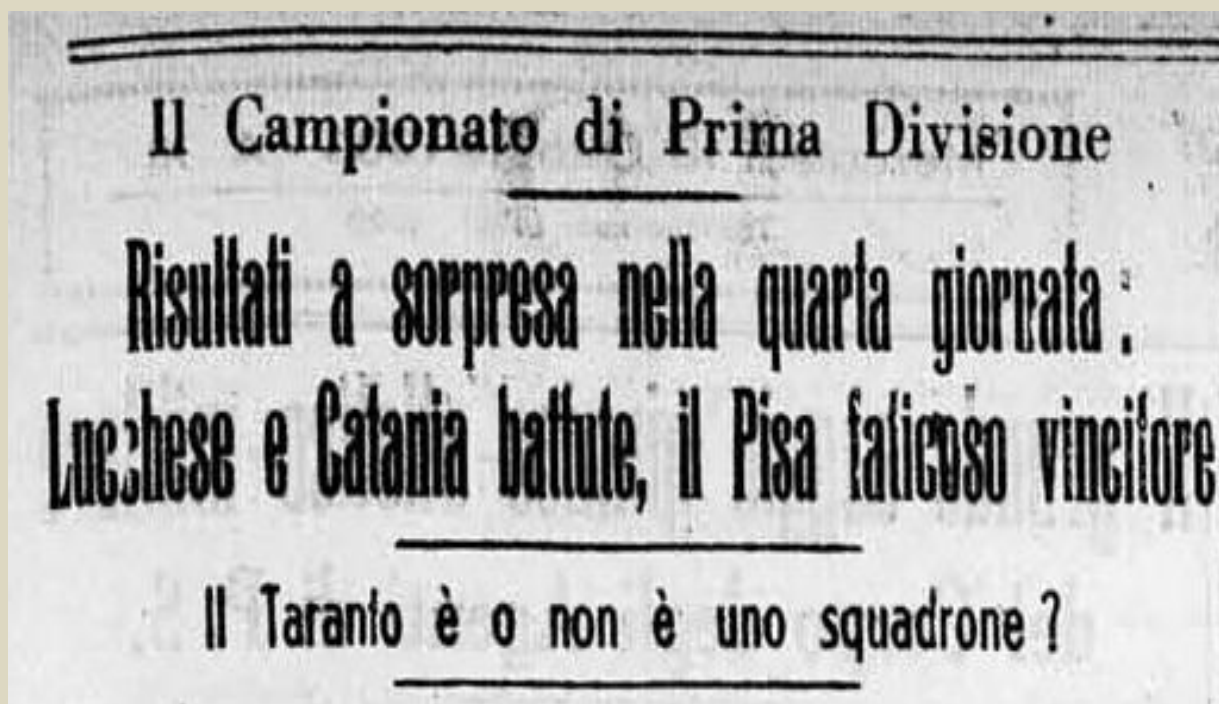 Il Campionato di Prima Divisione
Risultati a sorpresa nella quarta giornata :
Lucchese e Catania battute, il Pisa faticoso vincitore
Il Taranto è o non è uno squadrone ?